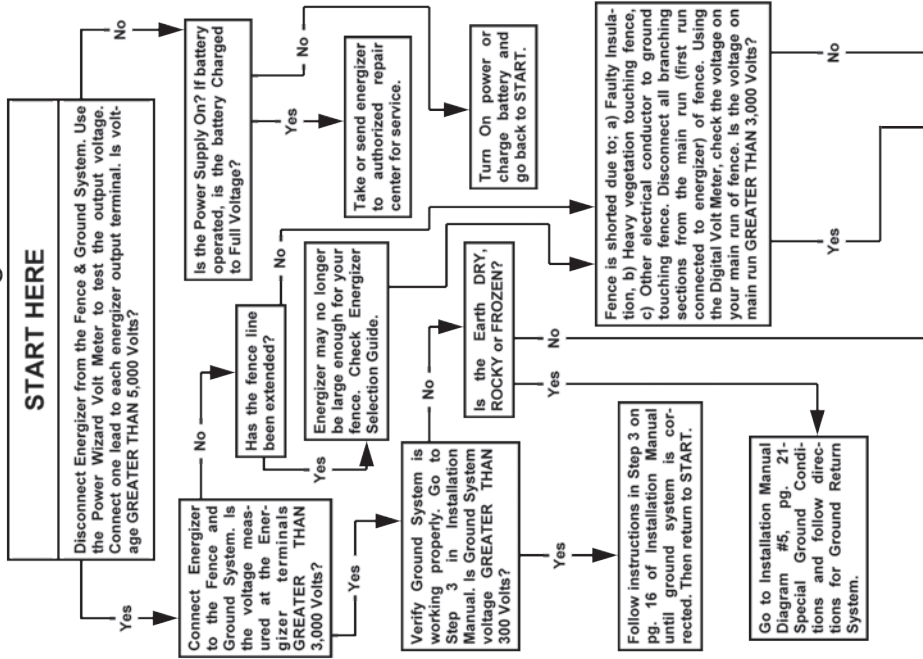 START HERE
Disconnect Energizer from the Fence & Ground System. Use
the Power Wizard Volt Meter to test the output voltage.
Connect one lead to each energizer output terminal. Is volt-
age GREATER THAN 5,000 Volts?
Yes
No
Connect Energizer
to the Fence and
Ground System. Is
the voltage meas-
ured at the Ener-
gizer terminals
GREATER THAN
3,000 Volts?
No
Yes
Is the Power Supply On? If battery
operated, is the battery Charged
to Full Voltage?
Yes
No
Has the fence line
been extended?
Yes
No
Take or send energizer
to authorized repair
center for service.
Turn On power or
charge battery and
go back to START.
Energizer may no longer
be large enough for your
fence. Check Energizer
Selection Guide.
Verify Ground System is
working properly. Go to
Step 3 in Installation
Manual. Is Ground System
voltage GREATER THAN
300 Volts?
No
Yes
Is the Earth DRY,
ROCKY or FROZEN?
Yes
No
Follow instructions in Step 3 on
pg. 16 of Installation Manual
until ground system is cor-
rected. Then return to START.
Go to Installation Manual
Diagram #5, pg. 21-
Special Ground Condi-
tions and follow direc-
tions for Ground Return
System.
Fence is shorted due to; a) Faulty Insula-
tion, b) Heavy vegetation touching fence,
c) Other electrical conductor to ground
touching fence. Disconnect all branching
sections from the main run (first run
connected to energizer) of fence. Using
the Digital Volt Meter, check the voltage on
your main run of fence. Is the voltage on
main run GREATER THAN 3,000 Volts?
Yes
No